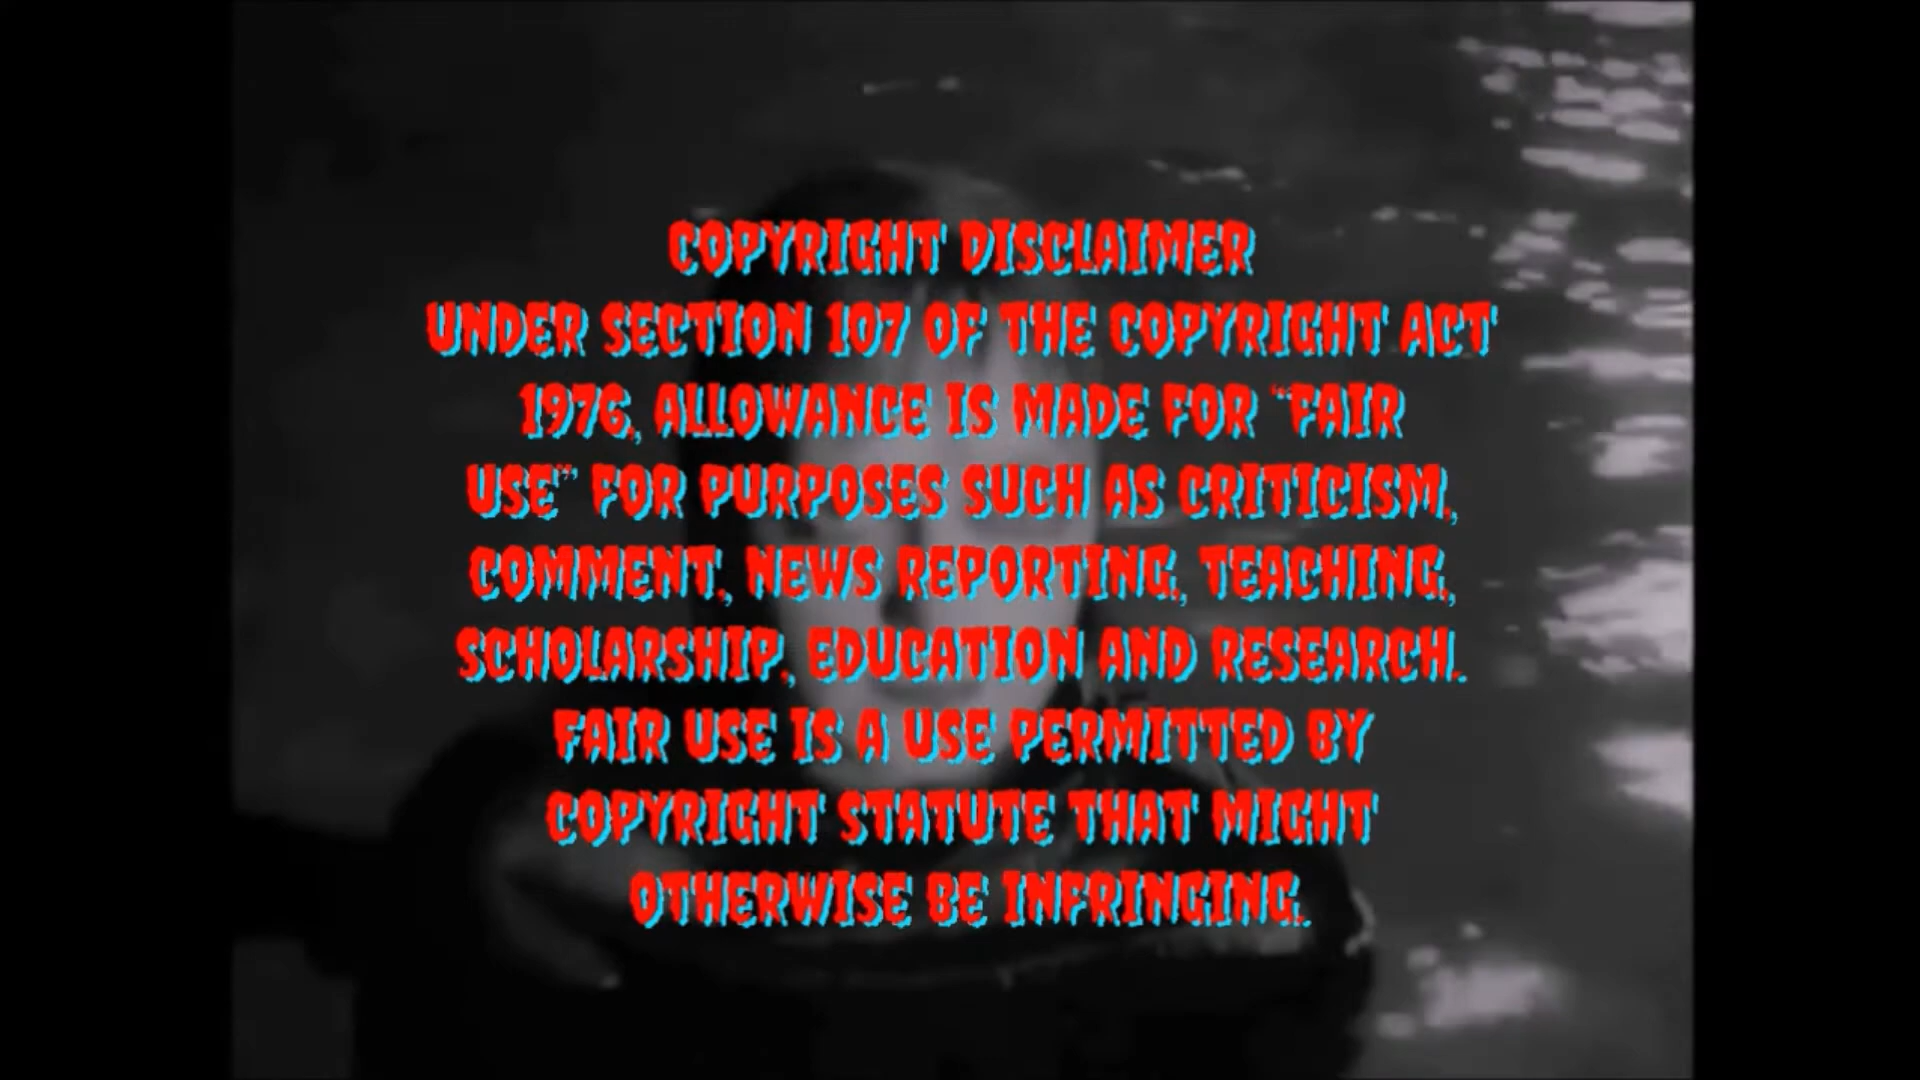 COPYRIGHT DISCLAIMER
UNDER SECTION 107 OF THE COPYRIGHT ACT
1976, ALLOWANCE IS MADE FOR “FAIR
USE” FOR PURPOSES SUCH AS CRITICISM,
COMMENT, NEWS REPORTING, TEACHING,
SCHOLARSHIP, EDUCATION AND RESEARCH.
FAIR USE IS A USE PERMITTED BY
COPYRIGHT STATUTE THAT MIGHT
OTHERWISE BE INFRINGING.